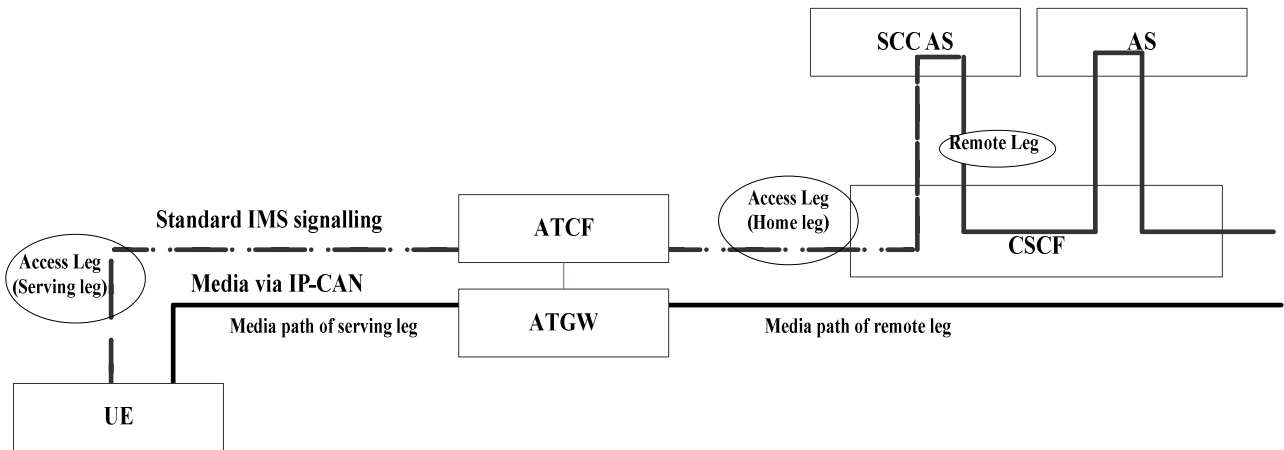 SCC AS
AS
Remote Leg
Access Leg
(Home leg)
Standard IMS signalling
ATCF
CSCF
Access Leg
(Serving leg)
Media via IP-CAN
Media path of serving leg
ATGW
Media path of remote leg
UE